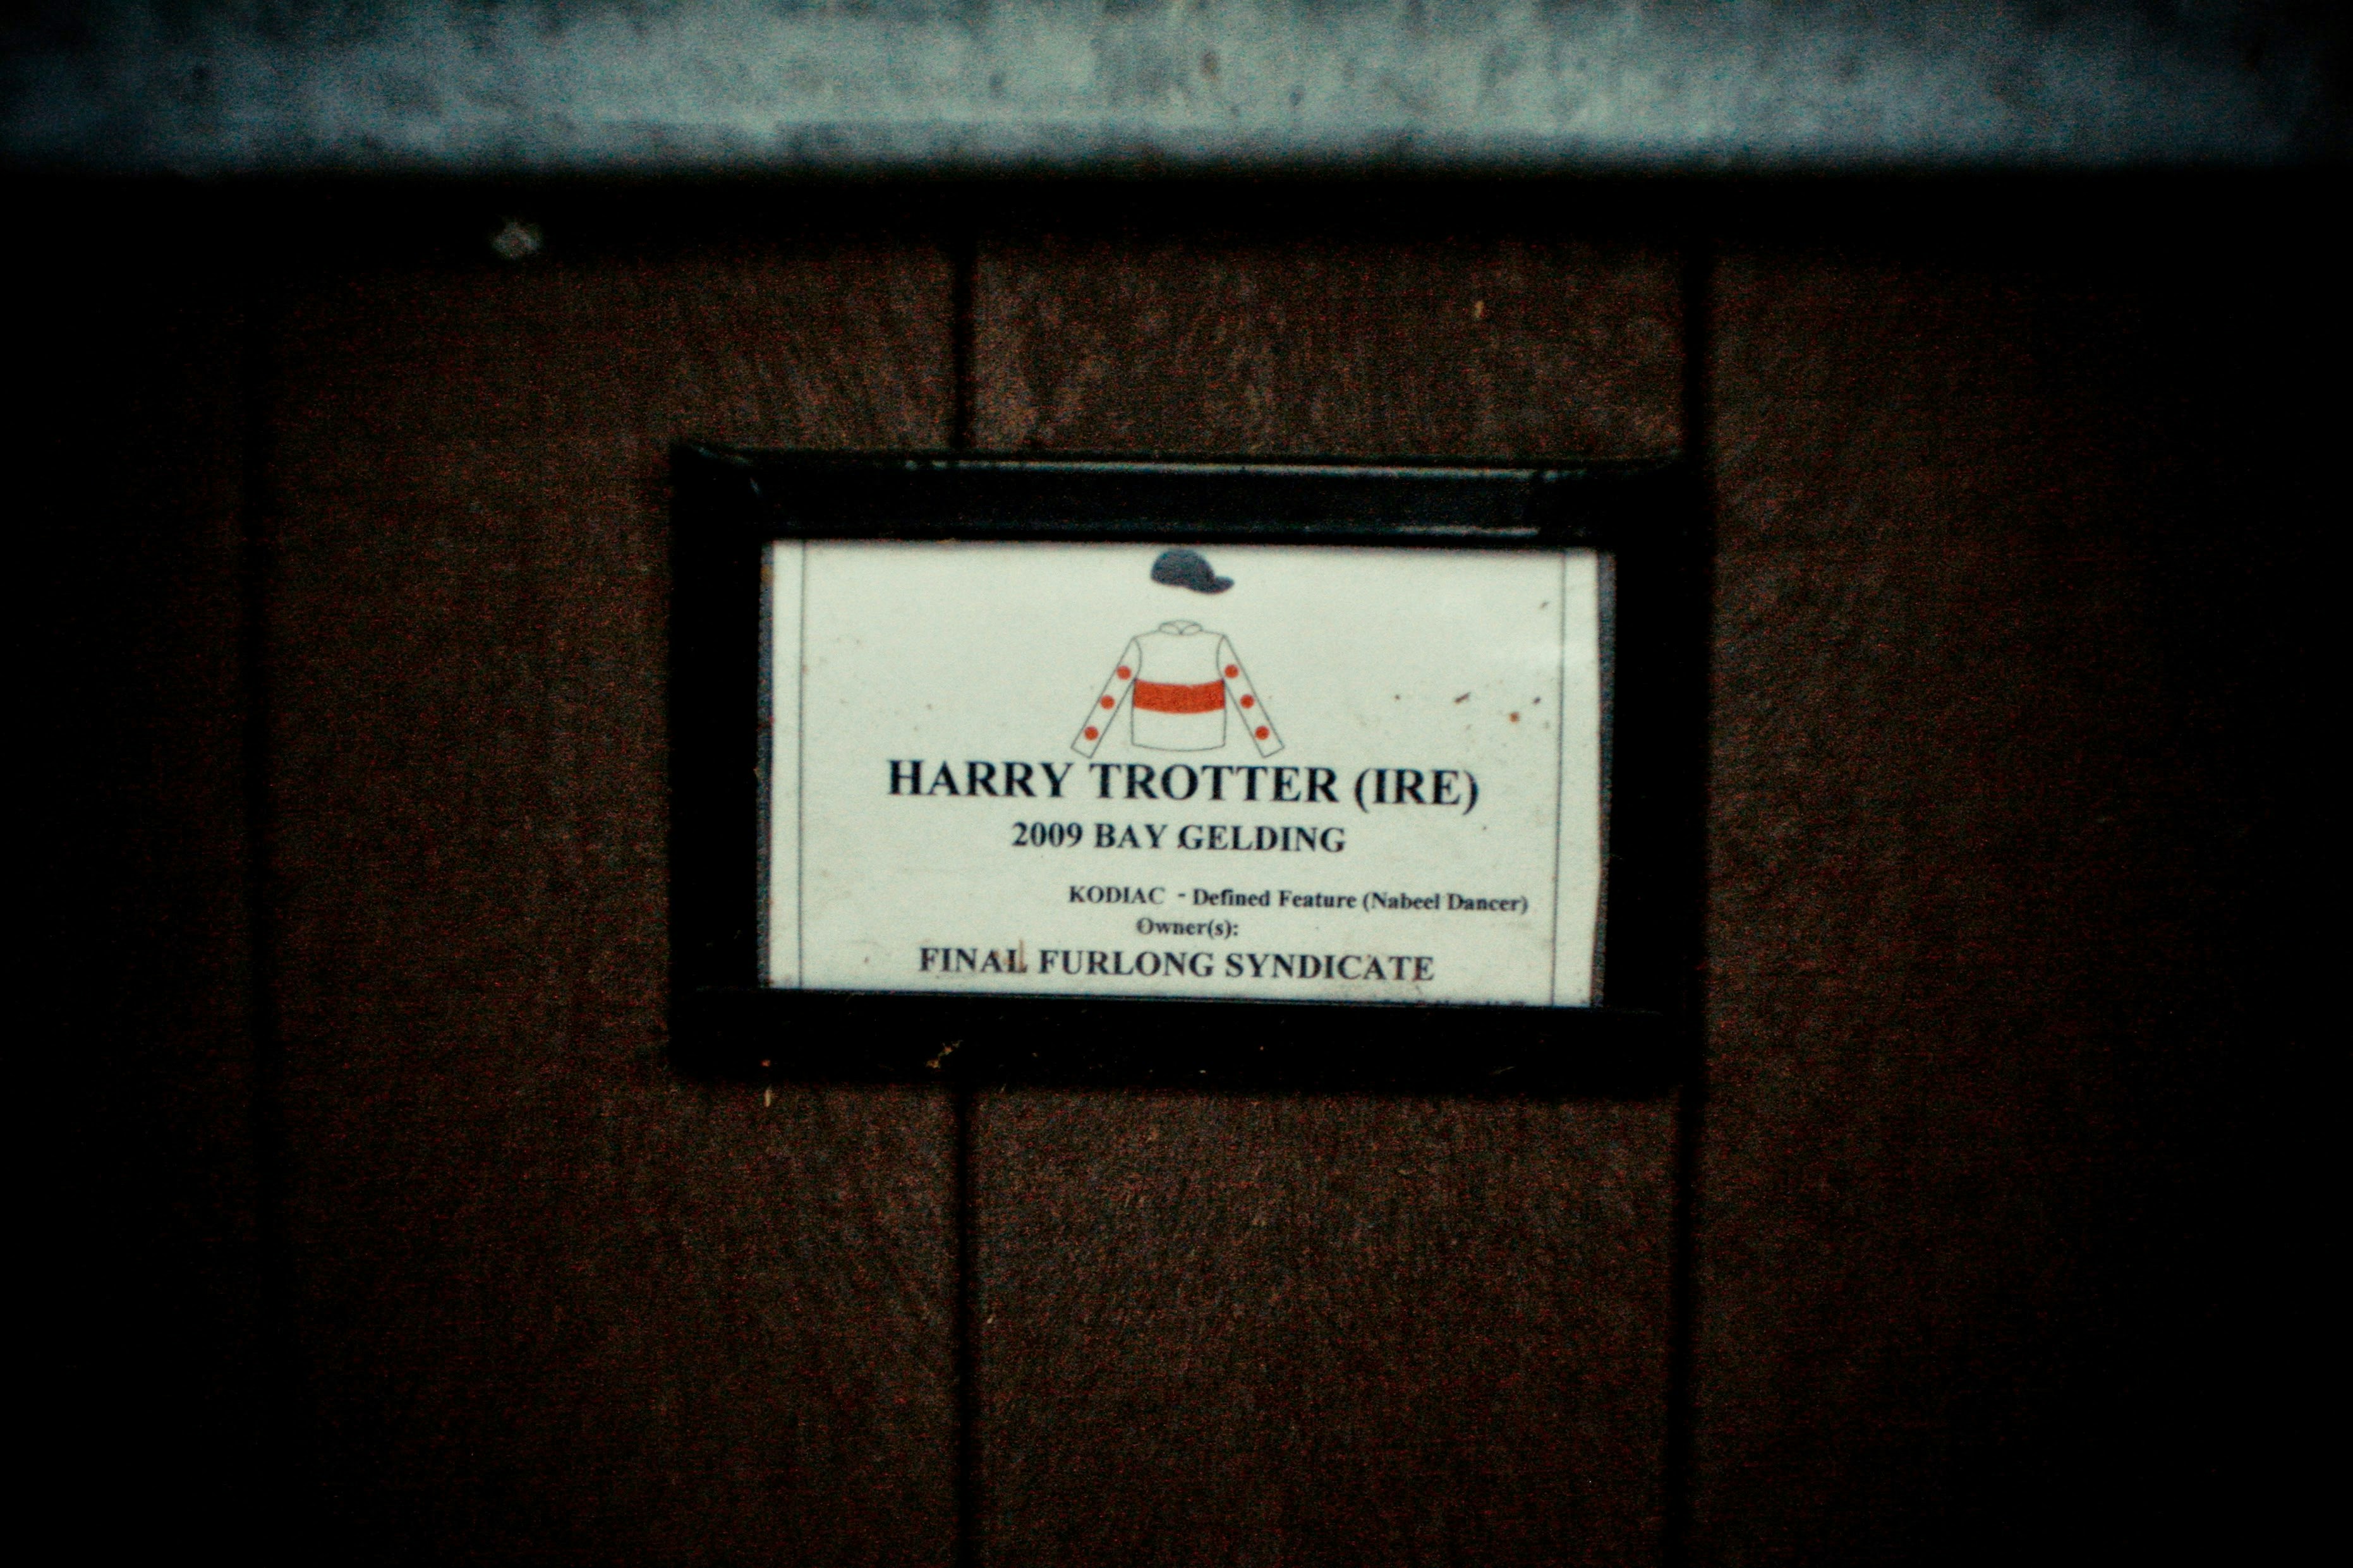 HARRY TROTTER (IRE)
2009 BAY GELDING
KODIAC - Defined Feature (Nabeel Dancer)
Owner(s):
FINAL FURLONG SYNDICATE